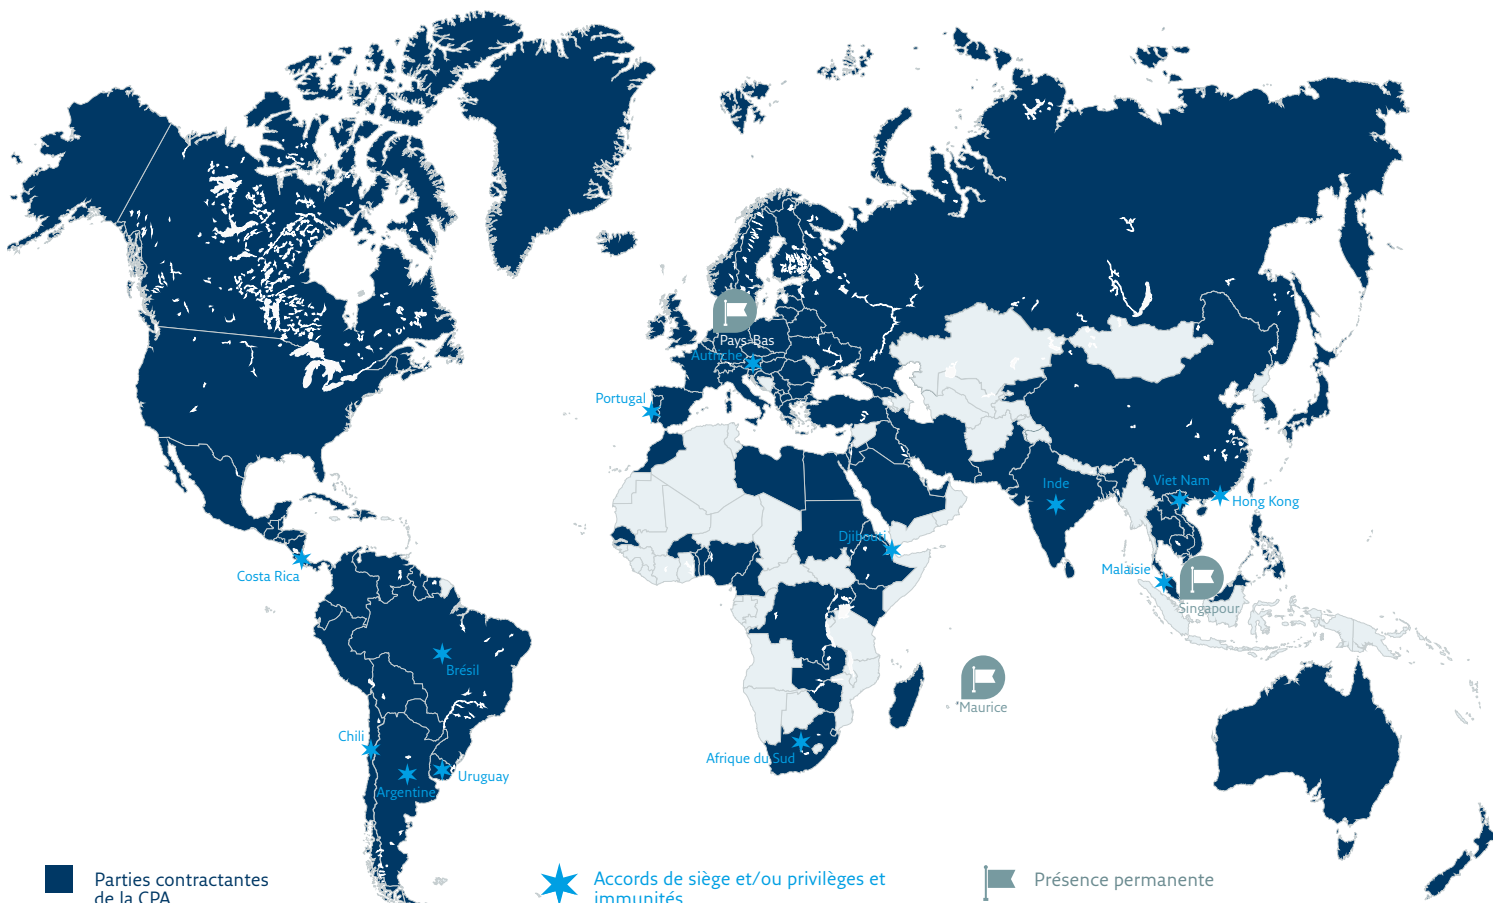 Pays-Bas
Autriche
Portugal
Inde
Viet Nam
Hong Kong
Djibouti
Malaisie
Costa Rica
Singapour
Brésil
Maurice
Chili
Afrique du Sud
Uruguay
Argentine
Parties contractantes
de la CPA
Accords de siège et/ou privilèges et
immunités
Présence permanente